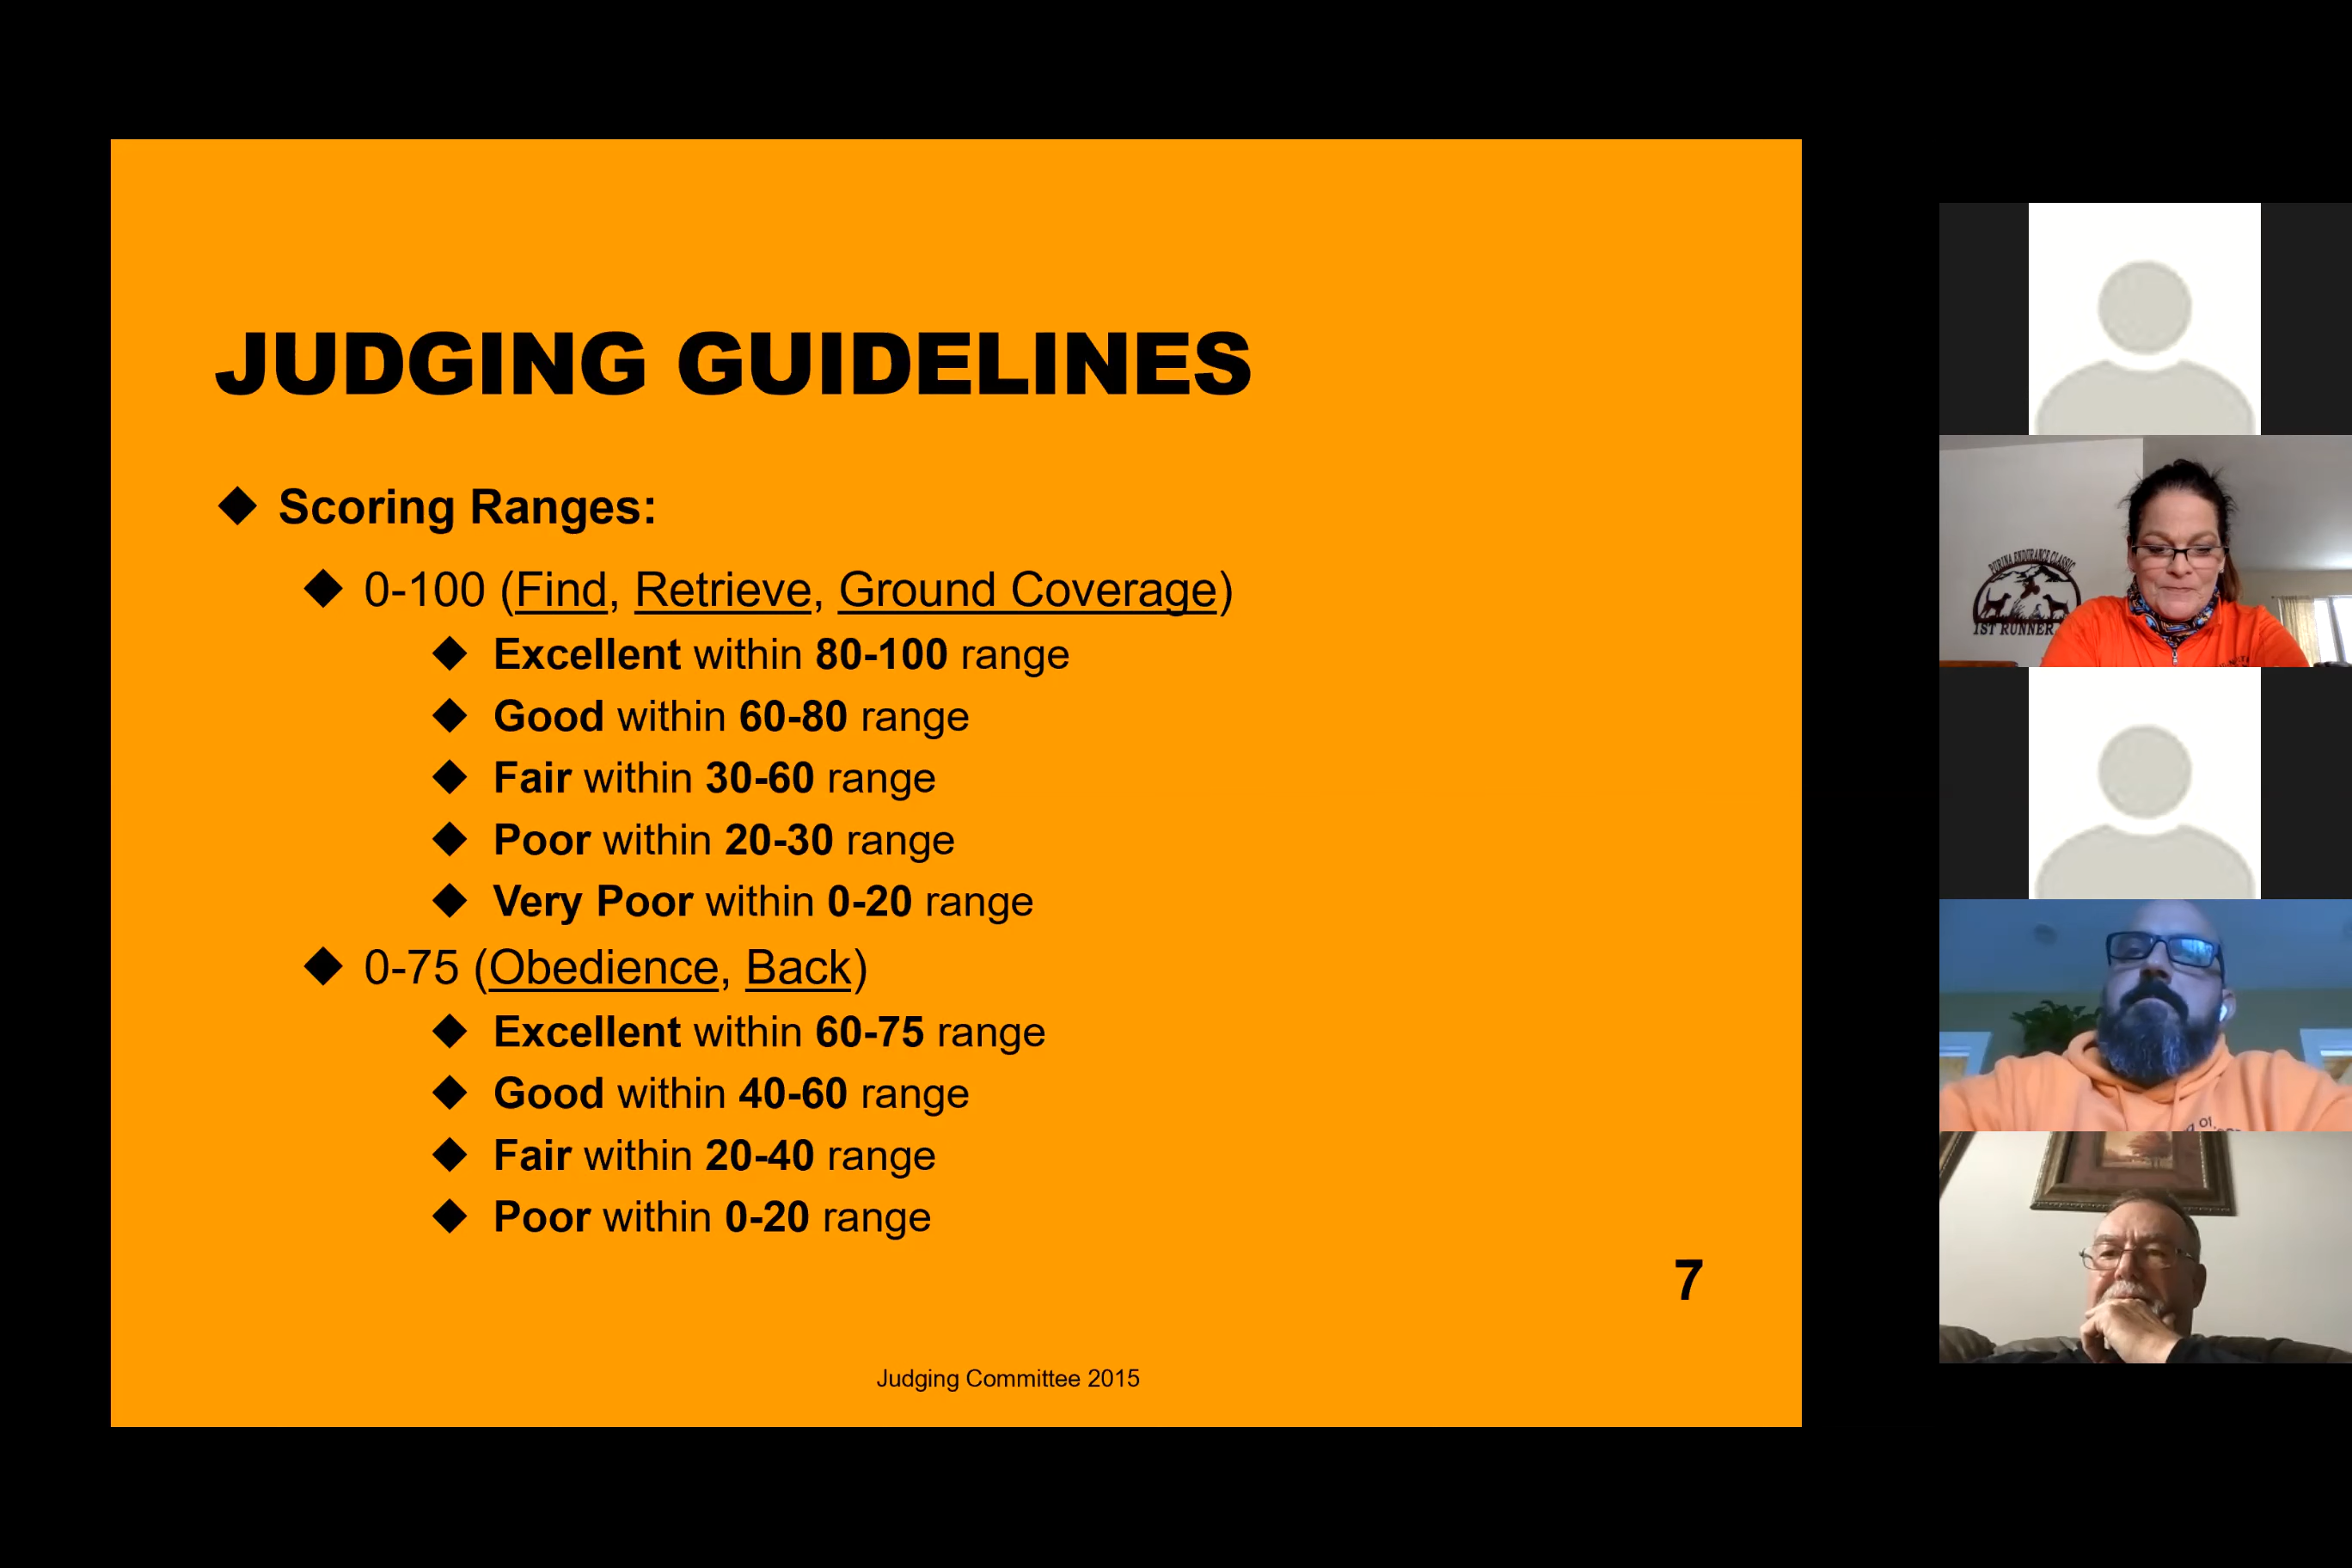 JUDGING GUIDELINES
Scoring Ranges:
0-100 (Find, Retrieve, Ground Coverage)
Excellent within 80-100 range
Good within 60-80 range
Fair within 30-60 range
Poor within 20-30 range
Very Poor within 0-20 range
0-75 (Obedience, Back)
Excellent within 60-75 range
Good within 40-60 range
Fair within 20-40 range
Poor within 0-20 range
7
Judging Committee 2015
PURINA ENDURANCE CLASSIC
1ST RUNNER